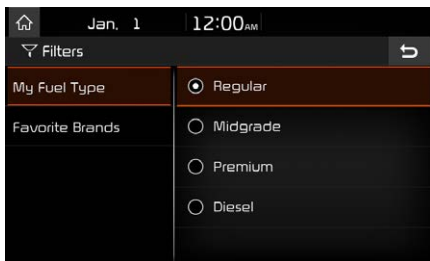 Jan. 1 12:00AM
Filters
My Fuel Type
Favorite Brands
Regular
Midgrade
Premium
Diesel